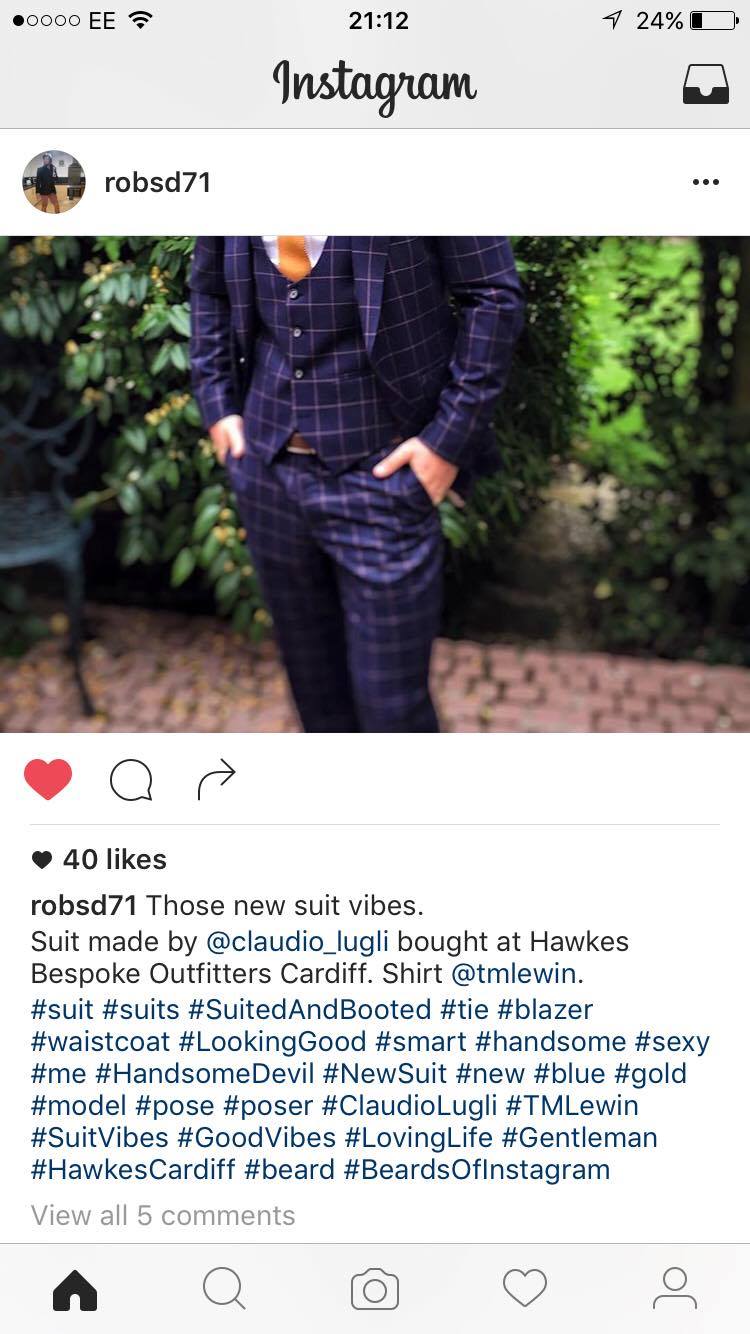 EE 21:12 24%
Instagram
robsd71
40 likes
robsd71 Those new suit vibes.
Suit made by @claudio_lugli bought at Hawkes
Bespoke Outfitters Cardiff. Shirt @tmlewin.
#suit #suits #SuitedAndBooted #tie #blazer
#waistcoat #LookingGood #smart #handsome #sexy
#me #HandsomeDevil #NewSuit #new #blue #gold
#model #pose #poser #ClaudioLugli #TMLewin
#SuitVibes #GoodVibes #LovingLife #Gentleman
#HawkesCardiff #beard #BeardsOfInstagram
View all 5 comments